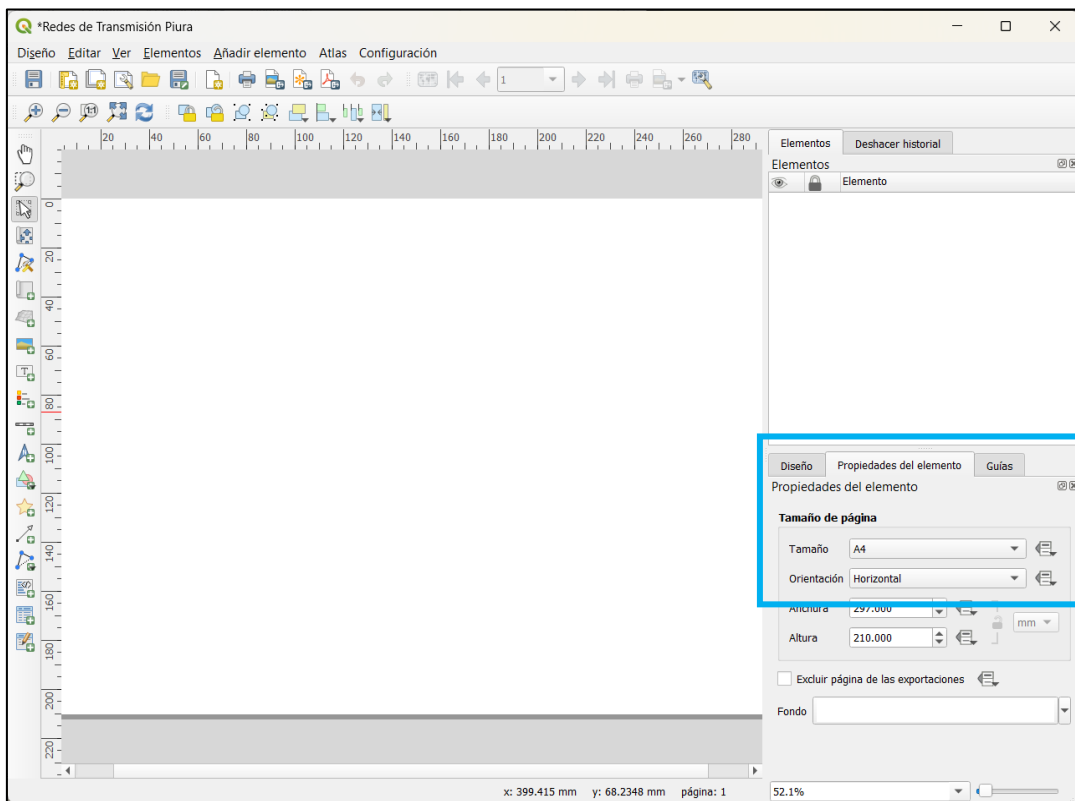 *Redes de Transmisión Piura
Diseño Editar Ver Elementos Añadir elemento Atlas Configuración
1
20 40 60 80 100 120 140 160 180 200 220 240 260 280
0
20
40
60
80
100
120
140
160
180
200
220
Elementos Deshacer historial
Elementos
Elemento
Diseño Propiedades del elemento Guías
Propiedades del elemento
Tamaño de página
Tamaño A4
Orientación Horizontal
Anchura 297.000
mm
Altura 210.000
Excluir página de las exportaciones
Fondo
x: 399.415 mm y: 68.2348 mm página: 1 52.1%